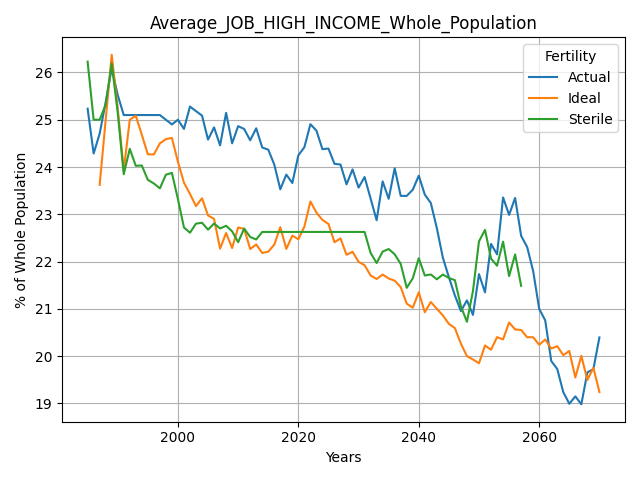 Average_JOB_HIGH_INCOME_Whole_Population
% of Whole Population
26
25
24
23
22
21
20
19
2000 2020 2040 2060
Years
Fertility
Actual
Ideal
Sterile